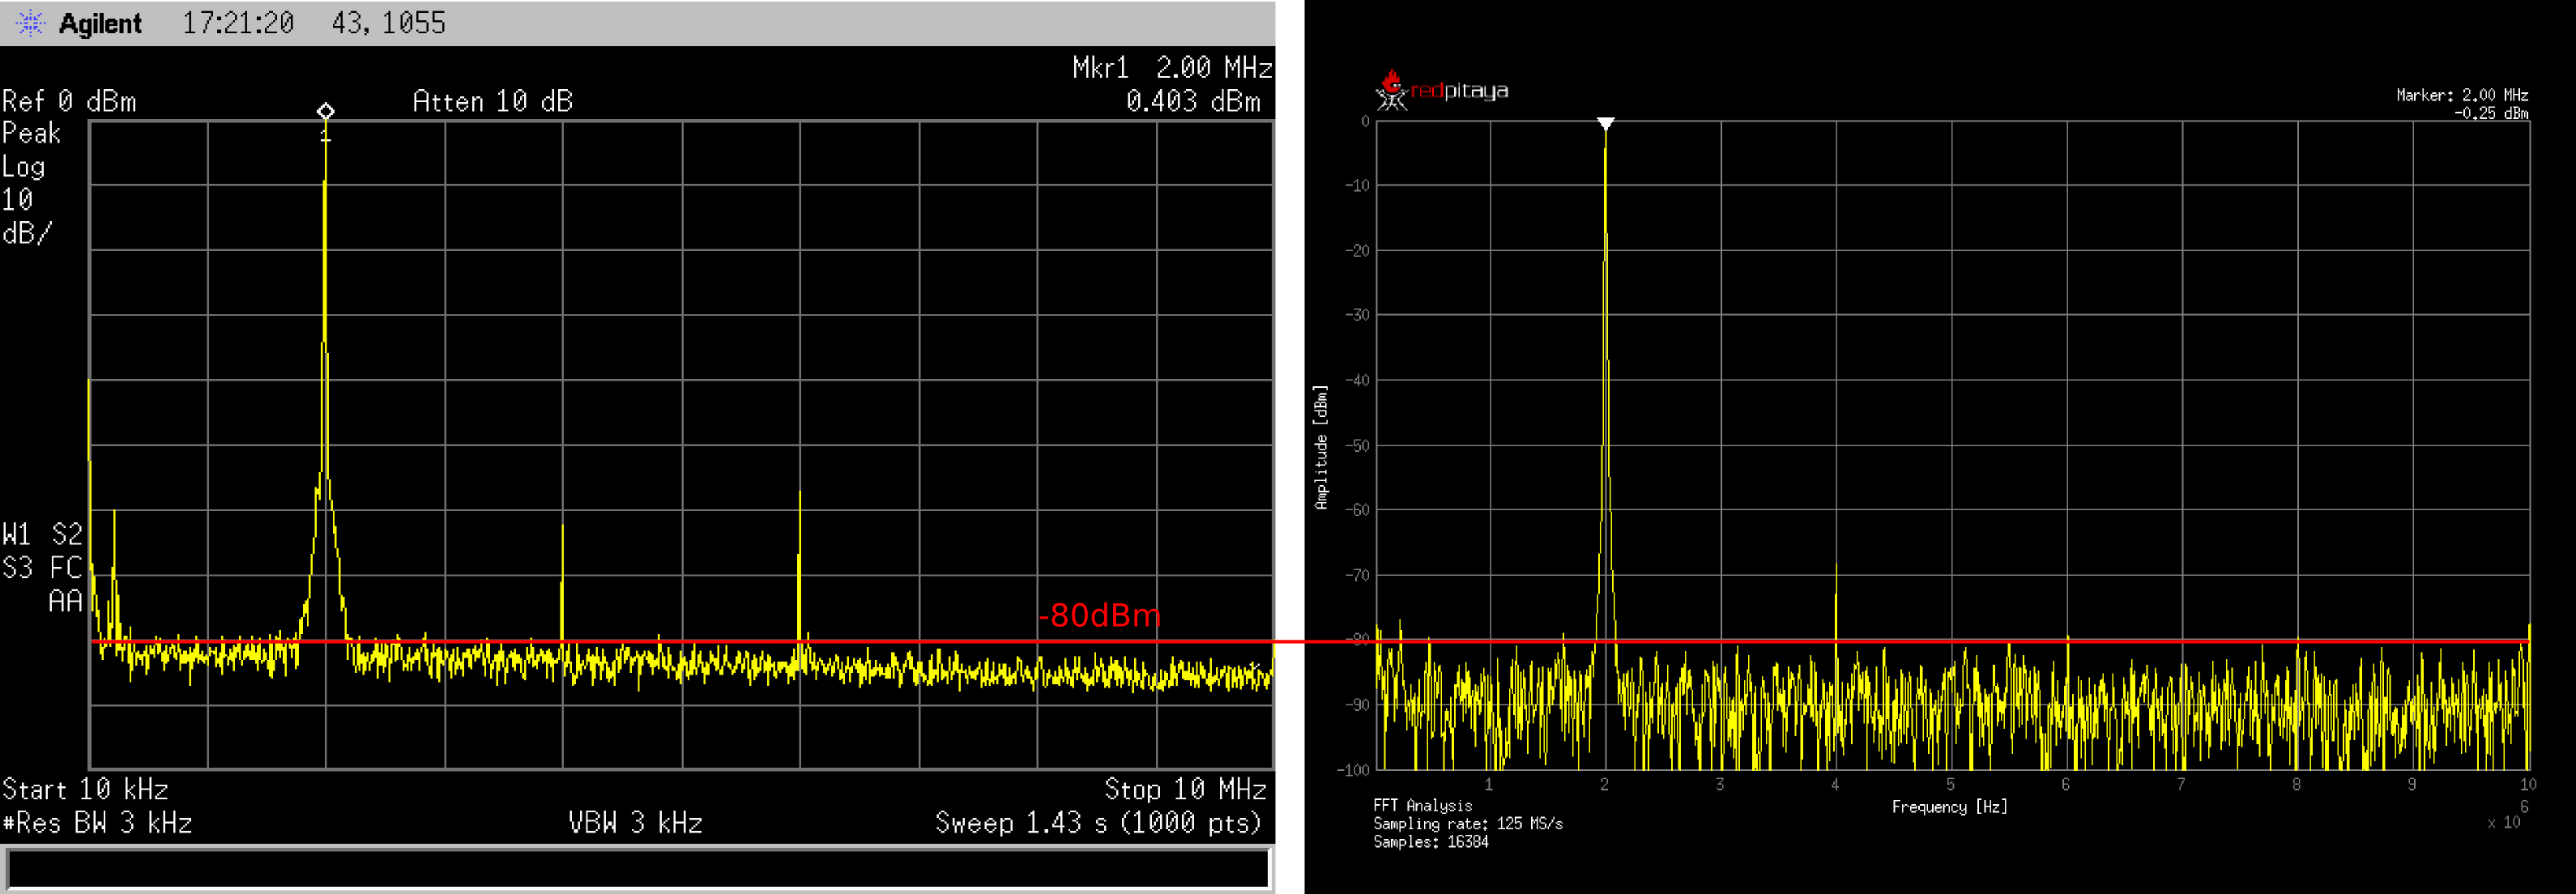 Agilent 17:21:20 43, 1055
Mkr1 2.00 MHz
Ref 0 dBm Atten 10 dB 0.403 dBm
Peak
Log
10
dB/
1
W1 S2
S3 FC
AA
-80dBm
Start 10 kHz Stop 10 MHz
#Res BW 3 kHz VBW 3 kHz Sweep 1.43 s (1000 pts)
redpitaya
Marker: 2.00 MHz
-0.25 dBm
0
-10
-20
-30
-40
-50
-60
-70
-80
-90
-100
Amplitude [dBm]
1 2 3 4 5 6 7 8 9 10
Frequency [Hz]
x 10 6
FFT Analysis
Sampling rate: 125 MS/s
Samples: 16384